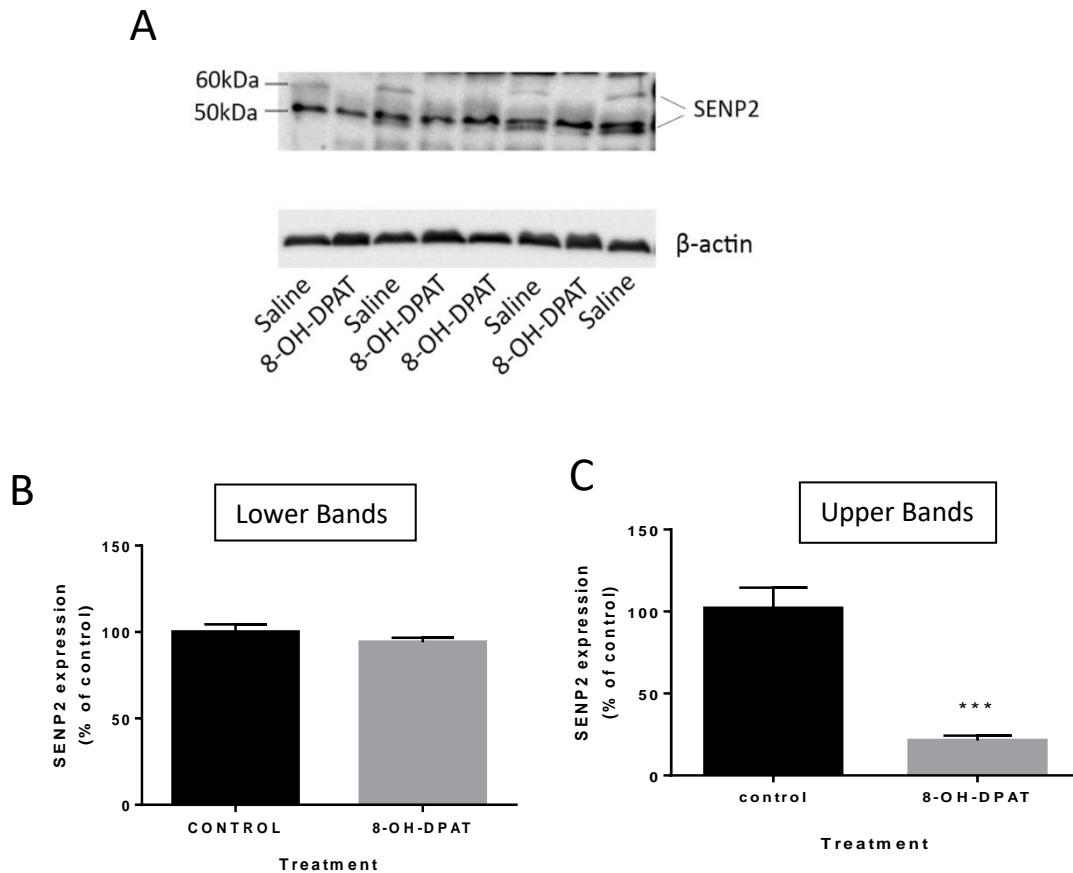 A
60kDa
50kDa
SENP2
β-actin
Saline
8-OH-DPAT
Saline
8-OH-DPAT
8-OH-DPAT
Saline
8-OH-DPAT
Saline
B
Lower Bands
SENP2 expression
(% of control)
150
100
50
0
CONTROL
8-OH-DPAT
Treatment
C
Upper Bands
SENP2 expression
(% of control)
150
100
50
0
***
control
8-OH-DPAT
Treatment